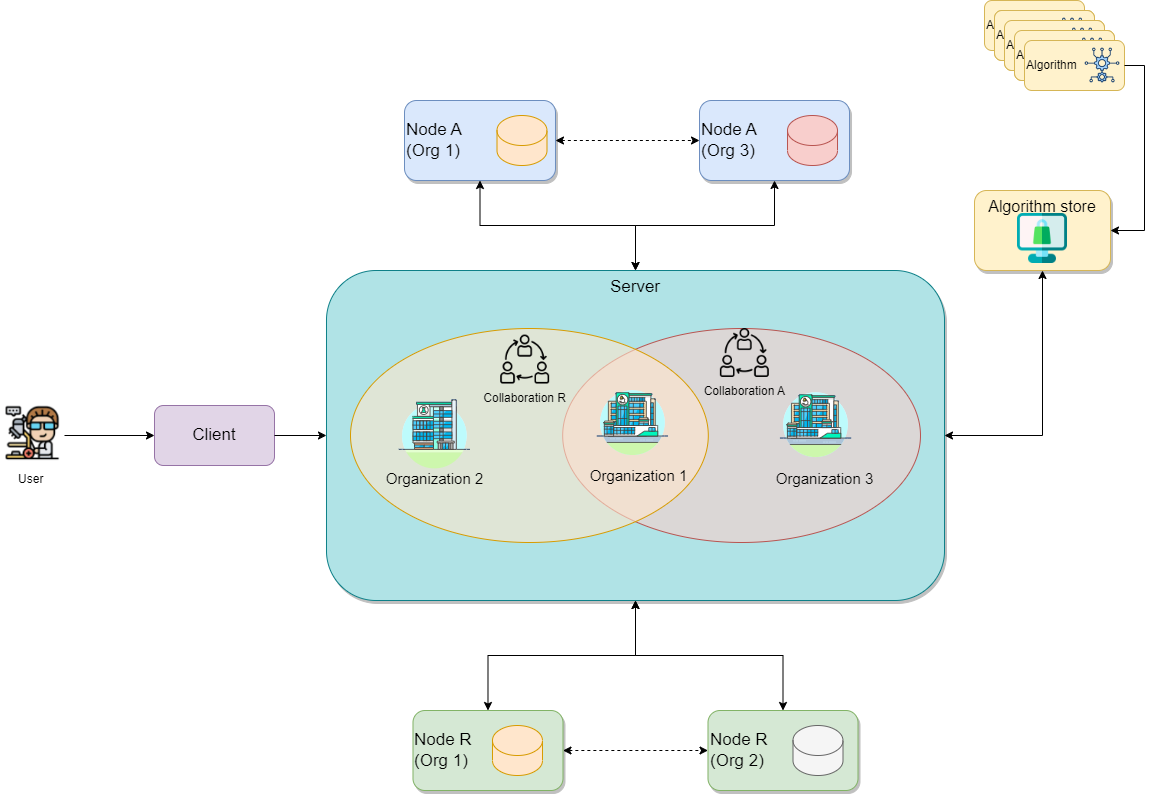 A
A
A
A
Algorithm
Node A
(Org 1)
Node A
(Org 3)
Algorithm store
Server
Collaboration R
Collaboration A
Client
Organization 2
Organization 1
Organization 3
User
Node R
(Org 1)
Node R
(Org 2)